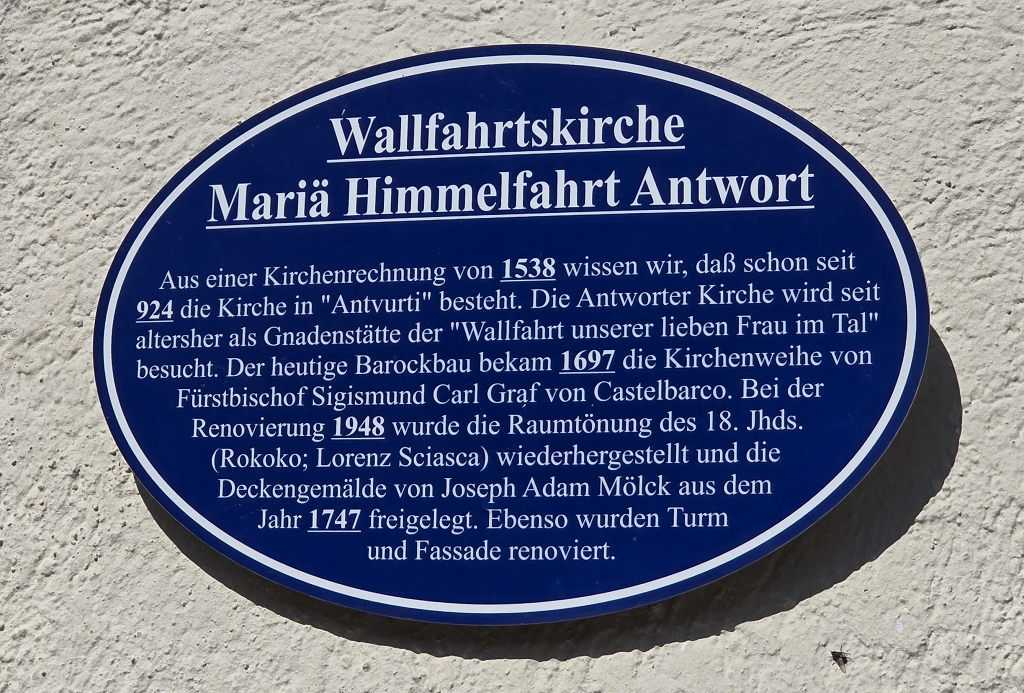 Wallfahrtskirche
Mariä Himmelfahrt Antwort
Aus einer Kirchenrechnung von 1538 wissen wir, daß schon seit
924 die Kirche in "Antvurti" besteht. Die Antworter Kirche wird seit
altersher als Gnadenstätte der "Wallfahrt unserer lieben Frau im Tal"
besucht. Der heutige Barockbau bekam 1697 die Kirchenweihe von
Fürstbischof Sigismund Carl Graf von Castelbarco. Bei der
Renovierung 1948 wurde die Raumtönung des 18. Jhds.
(Rokoko; Lorenz Sciasca) wiederhergestellt und die
Deckengemälde von Joseph Adam Mölck aus dem
Jahr 1747 freigelegt. Ebenso wurden Turm
und Fassade renoviert.